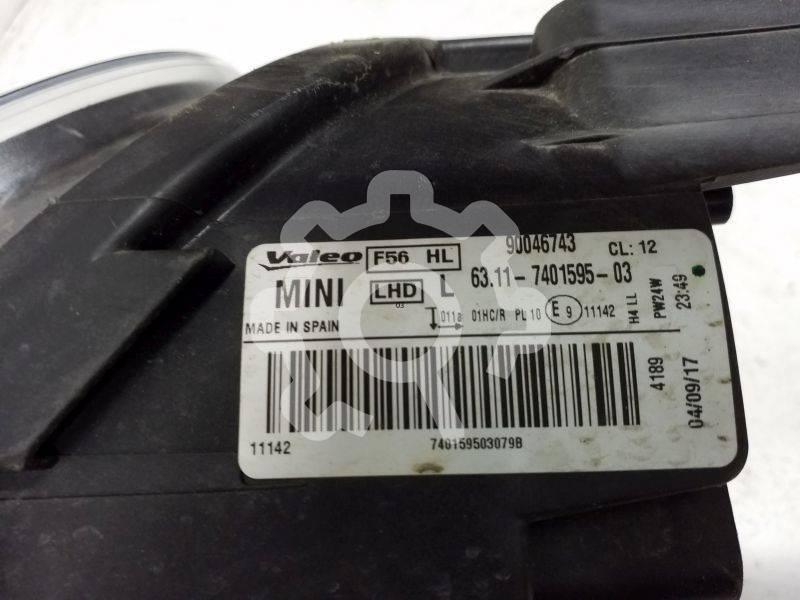 Valeo F56 HL 90046743 CL: 12
MINI LHD L 63.11-7401595-03
03
MADE IN SPAIN 011a 01HC/R PL 10 E 9 11142
H4 LL
PW24W
23:49
4189
04/09/17
11142 740159503079B